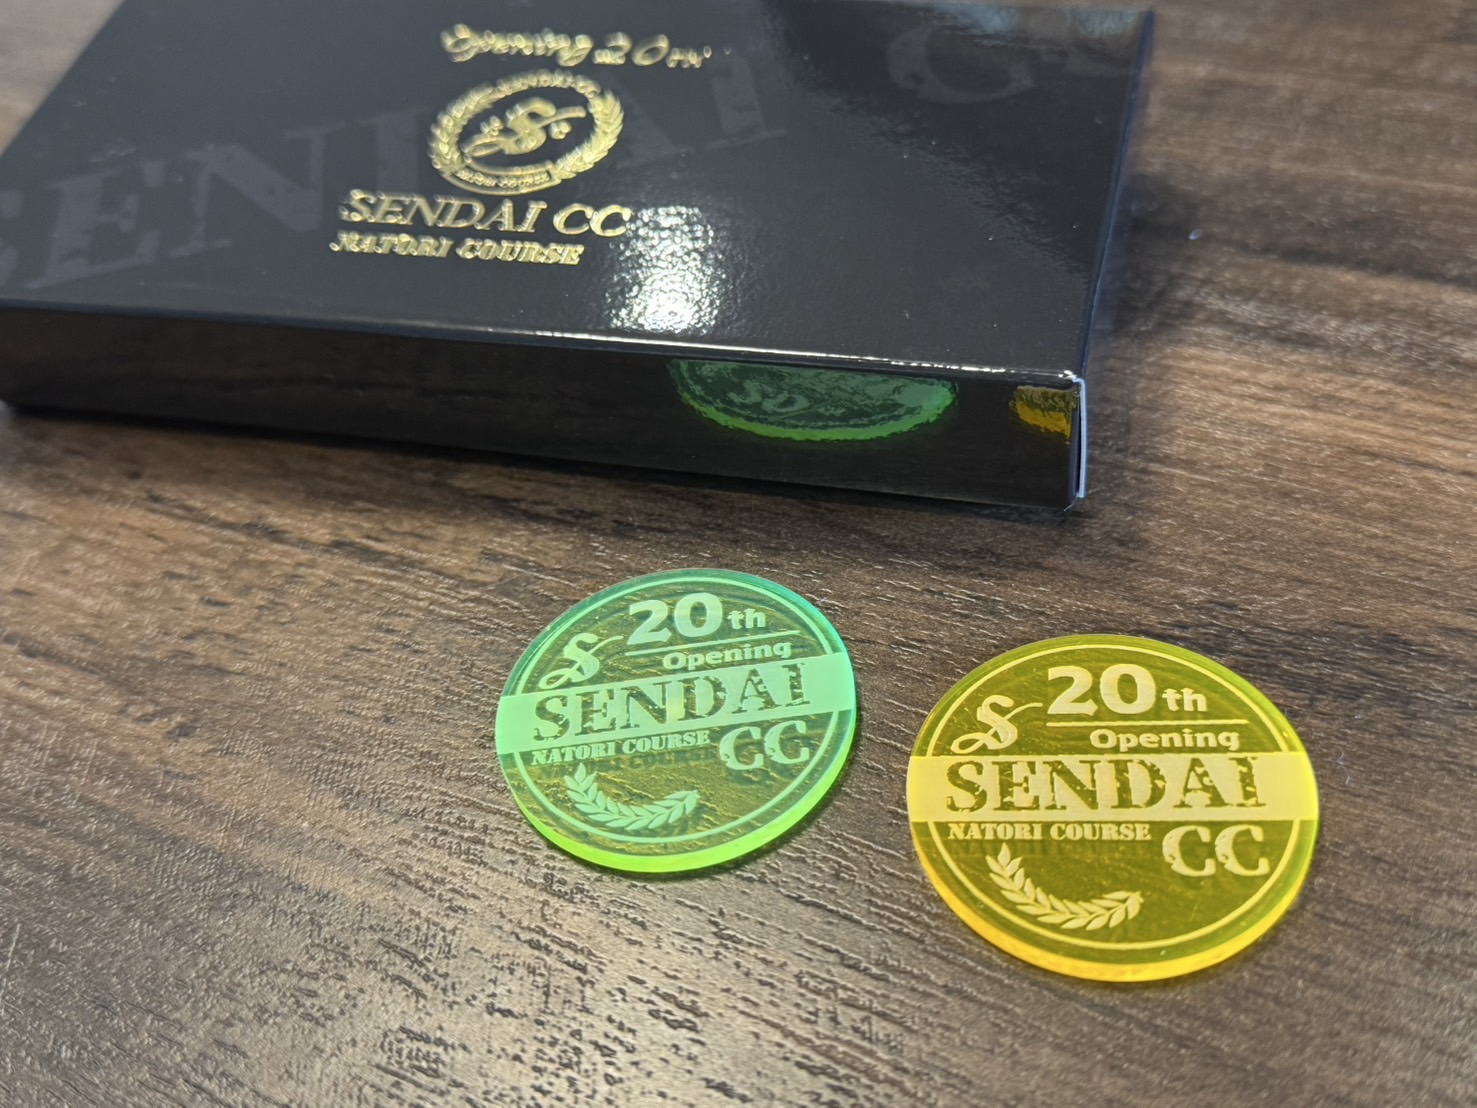 Opening 20TH
SENDAI CC
SENDAI CC
NATORI COURSE
20th
Opening
SENDAI
NATORI COURSE
CC
20th
Opening
SENDAI
NATORI COURSE
CC